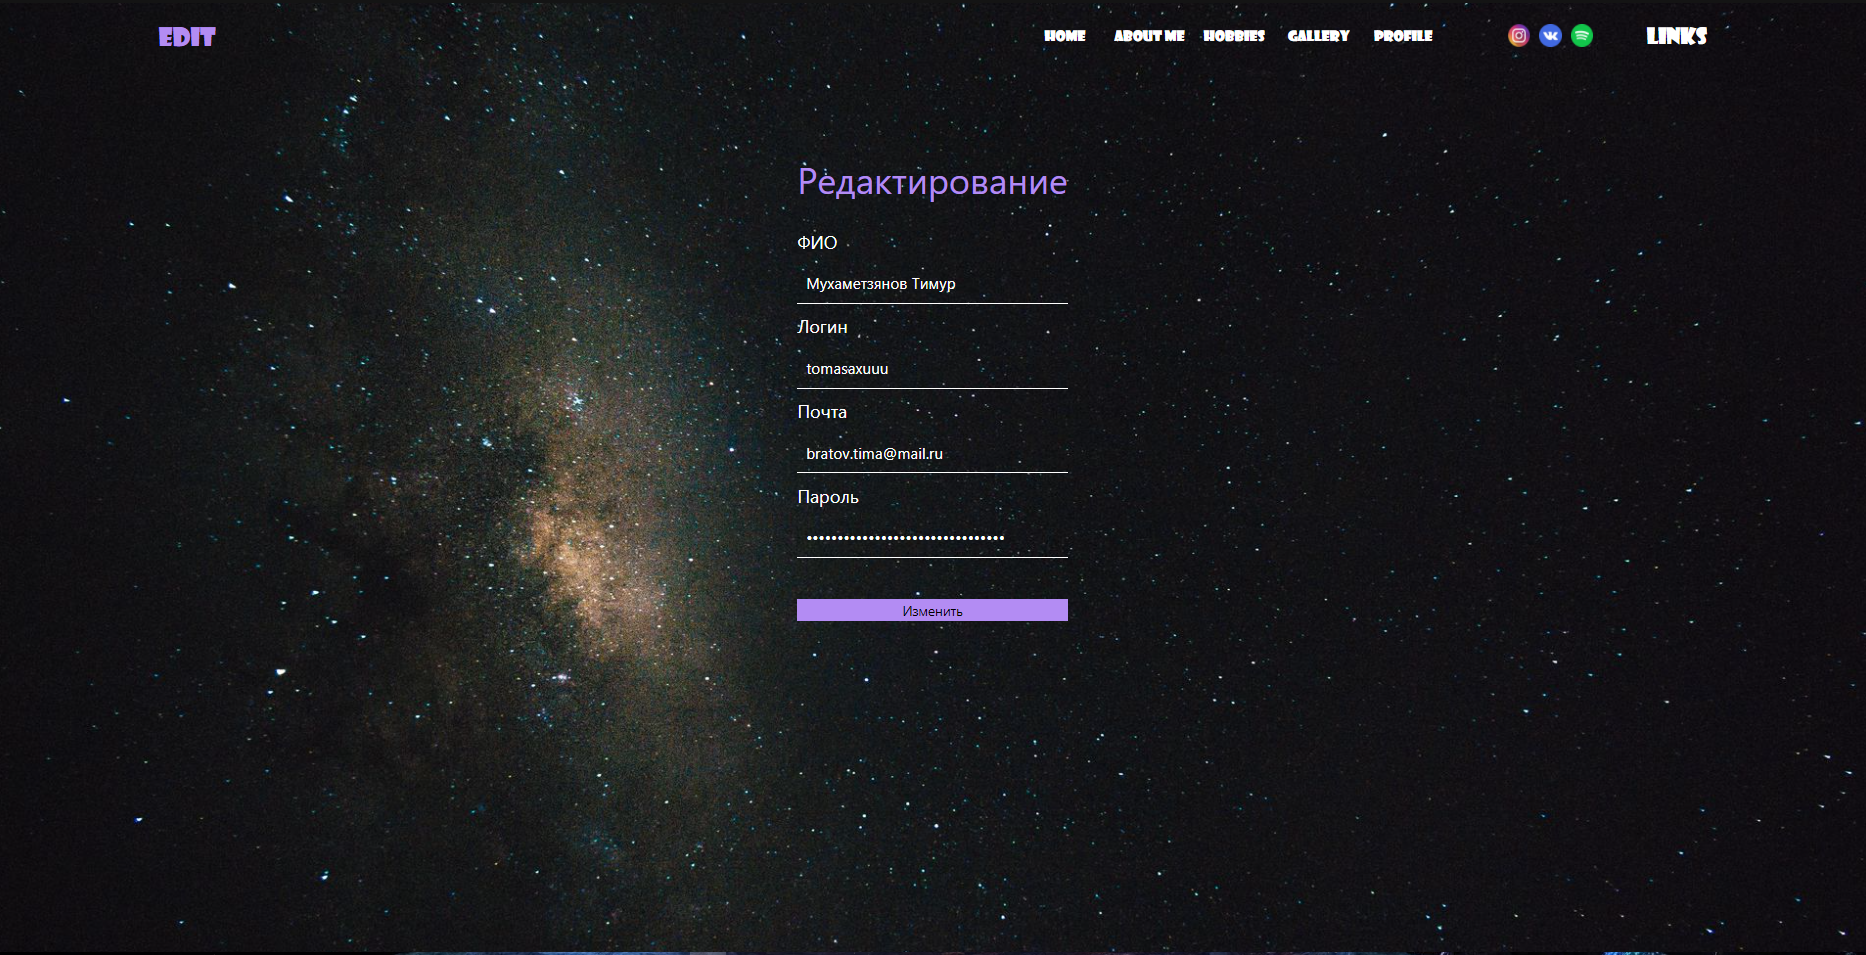 EDIT HOME ABOUT ME HOBBIES GALLERY PROFILE LINKS
Редактирование
ФИО
Мухаметзянов Тимур
Логин
tomasaxuuu
Почта
bratov.tima@mail.ru
Пароль
••••••••••••••••••••••••••••••••
Изменить